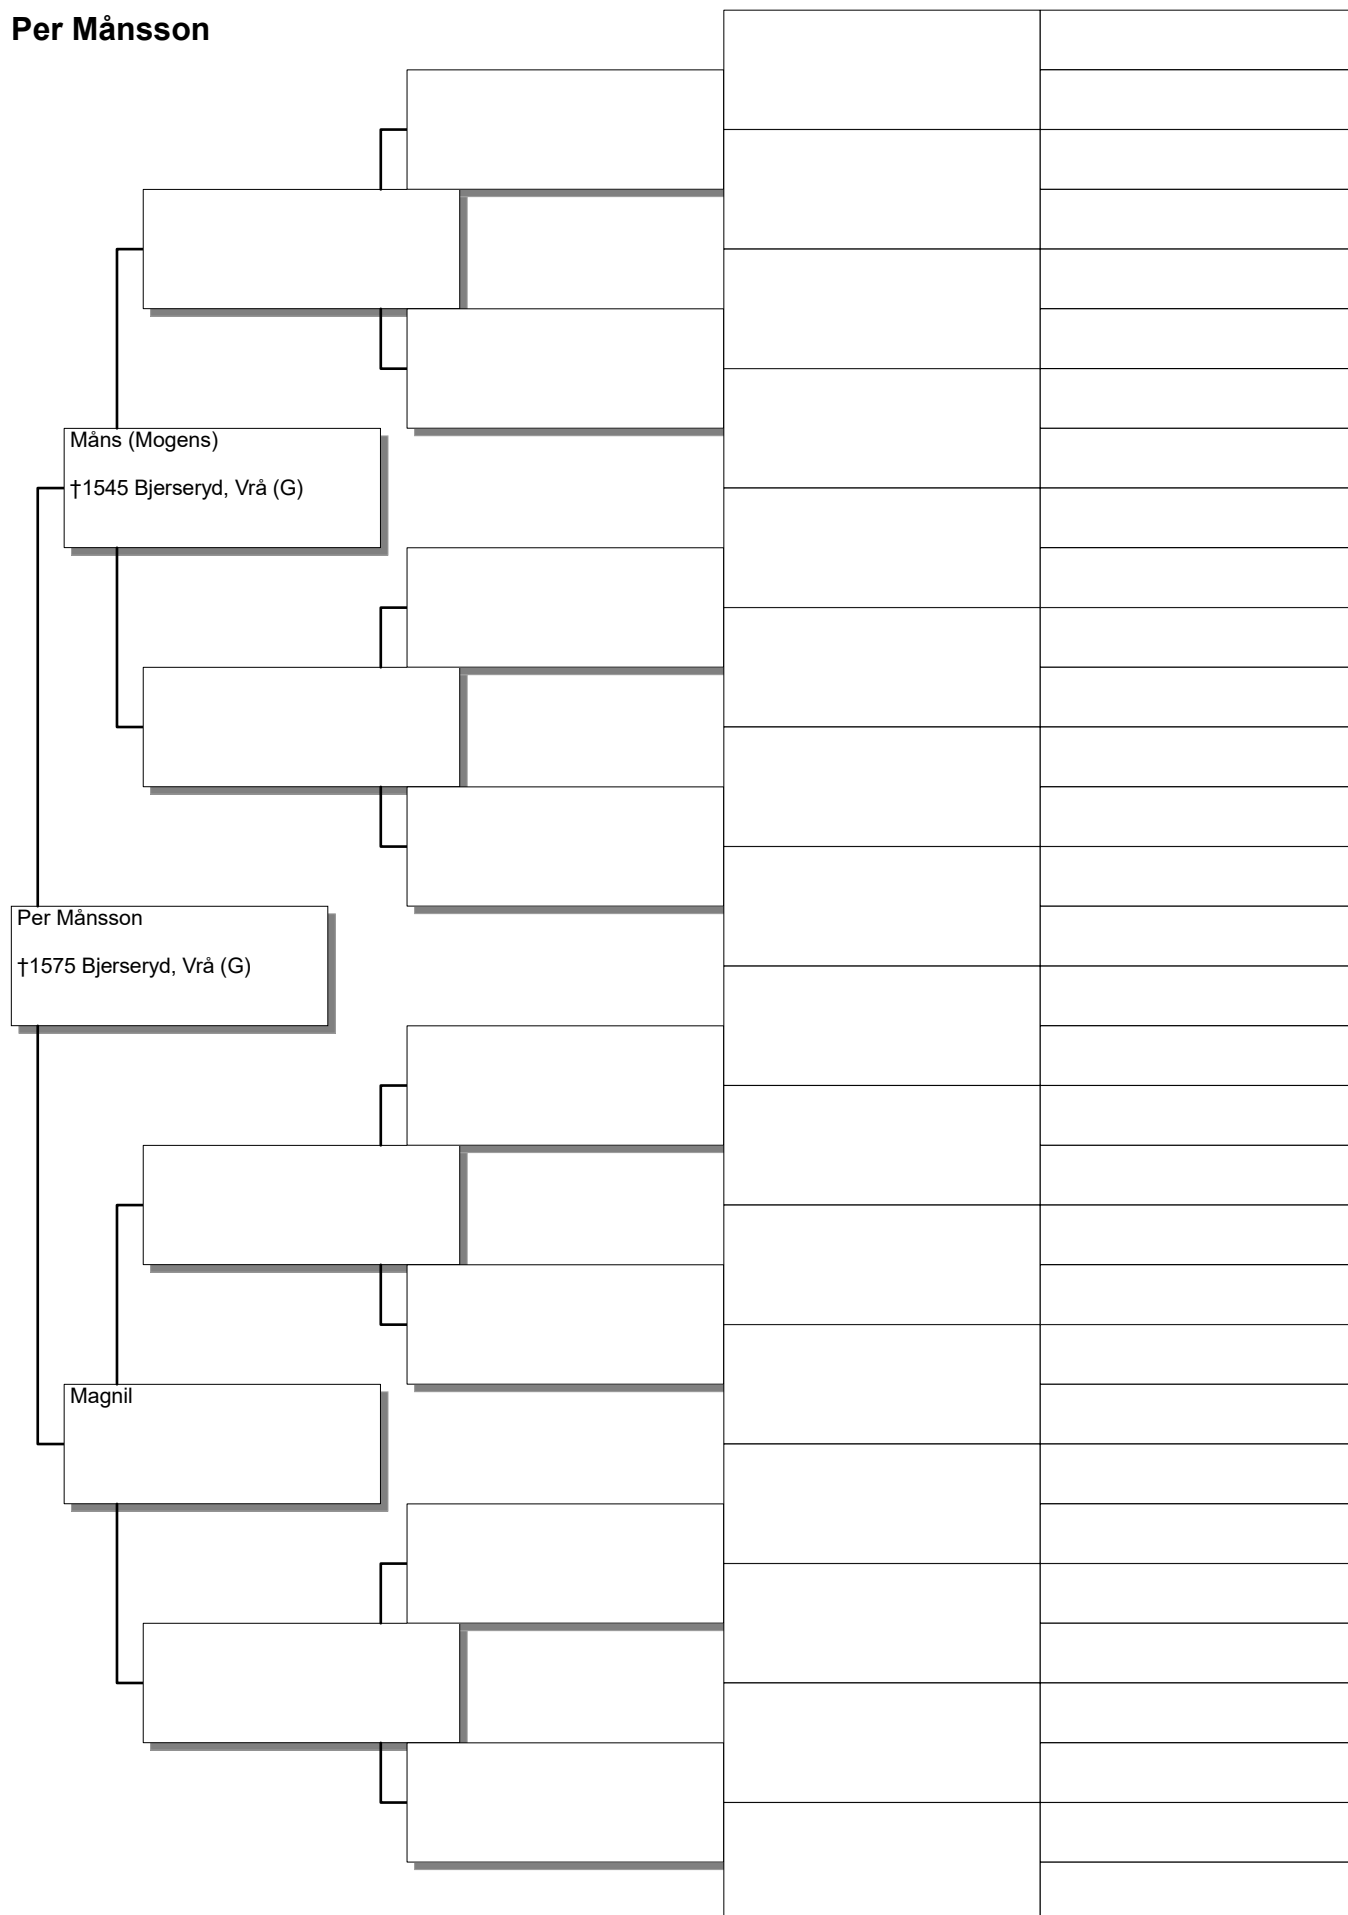 Per Månsson
Måns (Mogens)
†1545 Bjerseryd, Vrå (G)
Per Månsson
†1575 Bjerseryd, Vrå (G)
Magnil